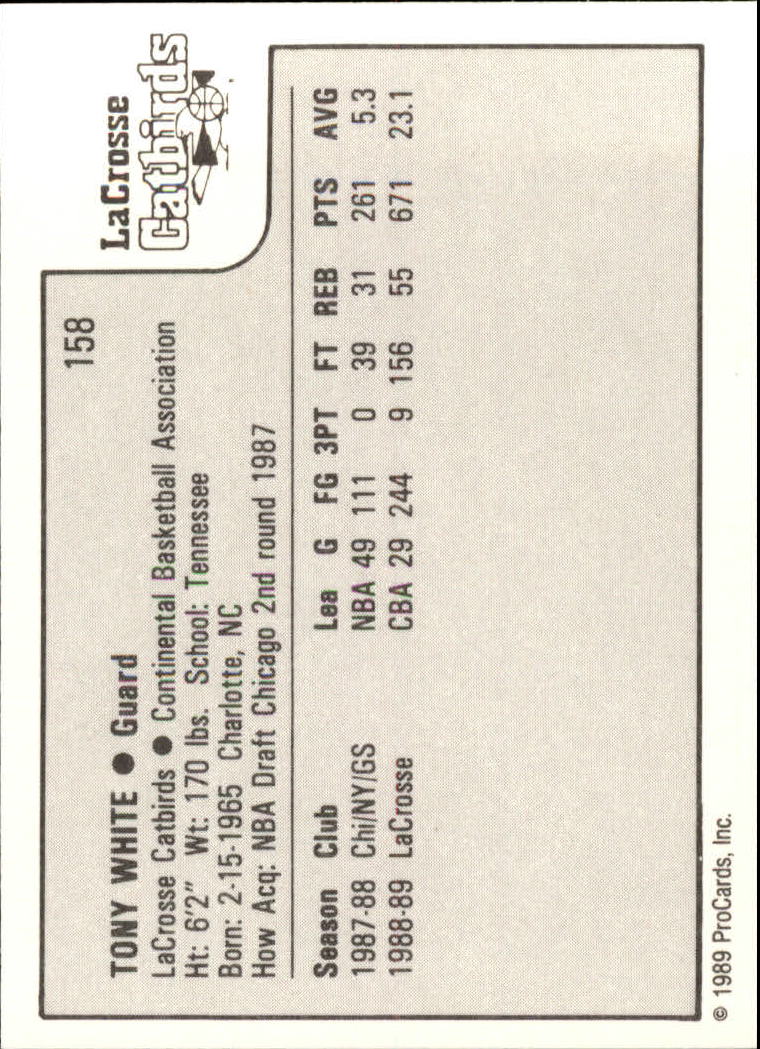 LaCrosse
Catbirds
158
TONY WHITE ● Guard
LaCrosse Catbirds ● Continental Basketball Association
Ht: 6'2" Wt: 170 lbs. School: Tennessee
Born: 2-15-1965 Charlotte, NC
How Acq: NBA Draft Chicago 2nd round 1987
Season Club Lea G FG 3PT FT REB PTS AVG
1987-88 Chi/NY/GS NBA 49 111 0 39 31 261 5.3
1988-89 LaCrosse CBA 29 244 9 156 55 671 23.1
© 1989 ProCards, Inc.